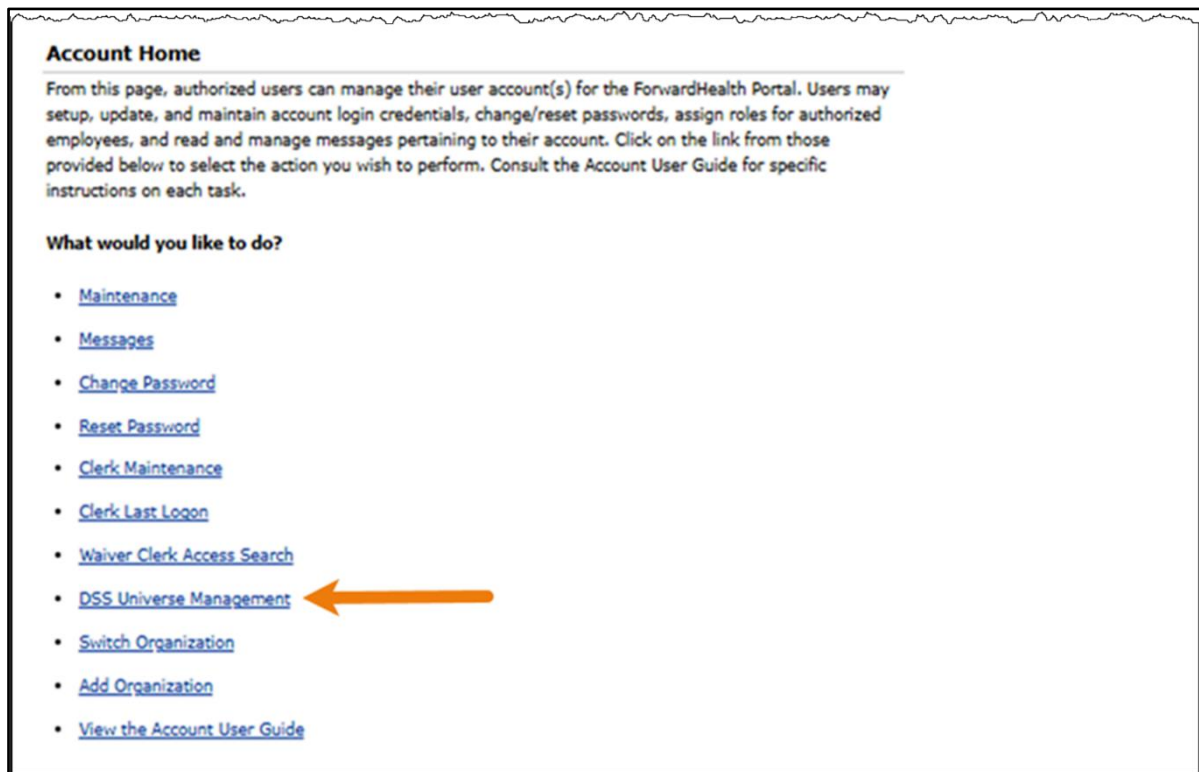 Account Home
From this page, authorized users can manage their user account(s) for the ForwardHealth Portal. Users may
setup, update, and maintain account login credentials, change/reset passwords, assign roles for authorized
employees, and read and manage messages pertaining to their account. Click on the link from those
provided below to select the action you wish to perform. Consult the Account User Guide for specific
instructions on each task.
What would you like to do?
• Maintenance
• Messages
• Change Password
• Reset Password
• Clerk Maintenance
• Clerk Last Logon
• Waiver Clerk Access Search
• DSS Universe Management
• Switch Organization
• Add Organization
• View the Account User Guide